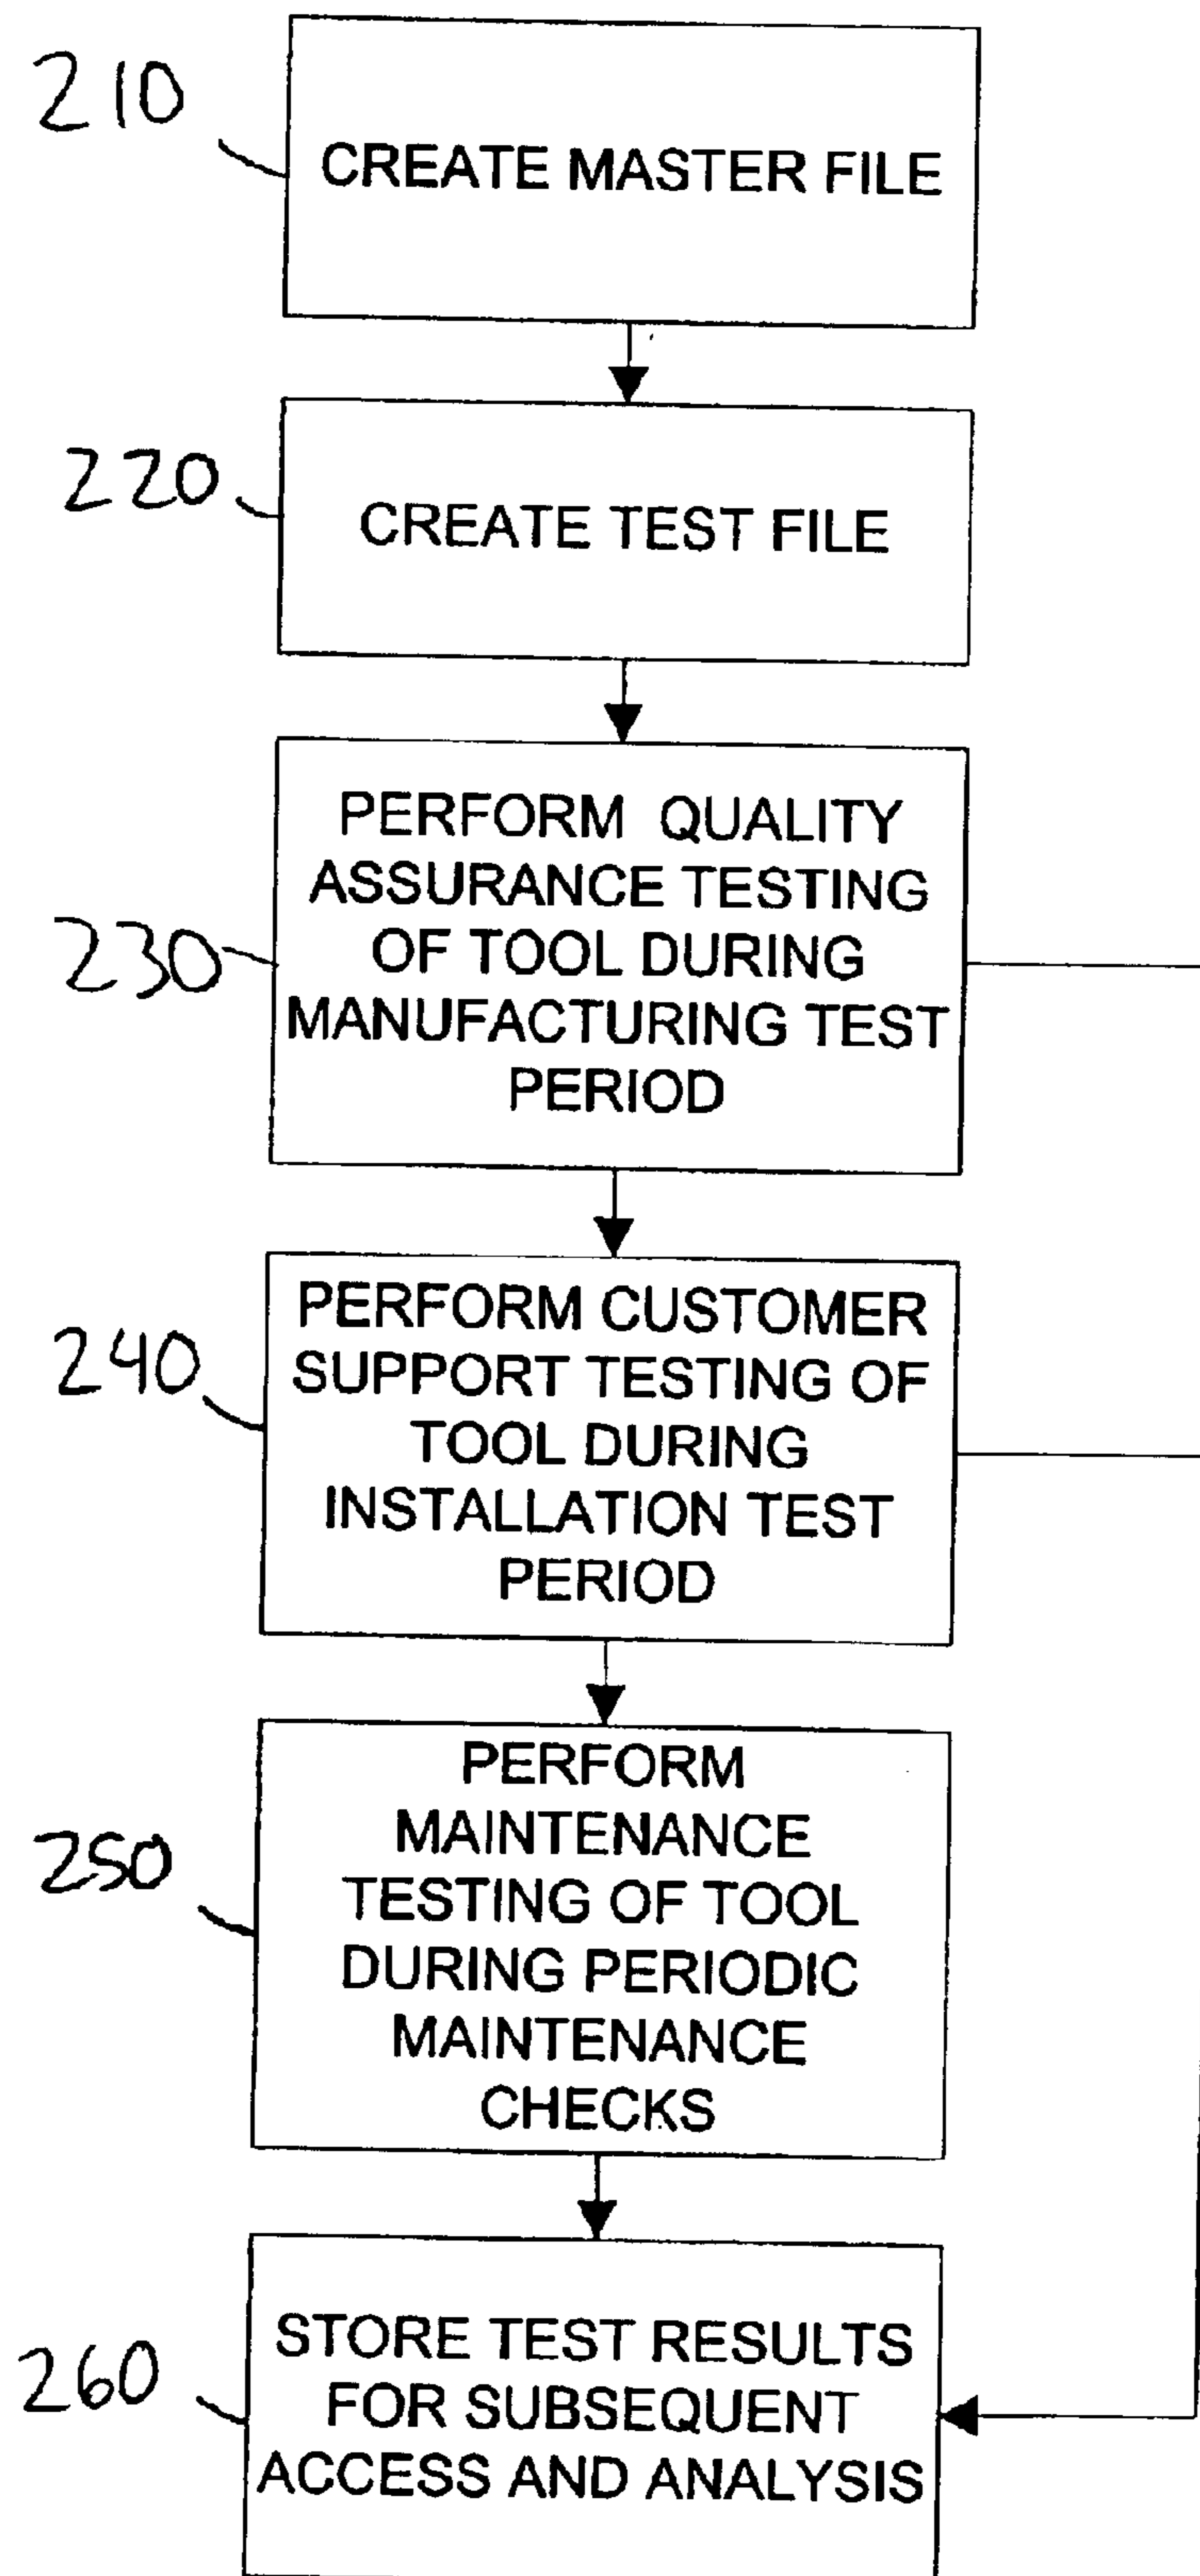 210
CREATE MASTER FILE
220
CREATE TEST FILE
230
PERFORM QUALITY
ASSURANCE TESTING
OF TOOL DURING
MANUFACTURING TEST
PERIOD
240
PERFORM CUSTOMER
SUPPORT TESTING OF
TOOL DURING
INSTALLATION TEST
PERIOD
250
PERFORM
MAINTENANCE
TESTING OF TOOL
DURING PERIODIC
MAINTENANCE
CHECKS
260
STORE TEST RESULTS
FOR SUBSEQUENT
ACCESS AND ANALYSIS